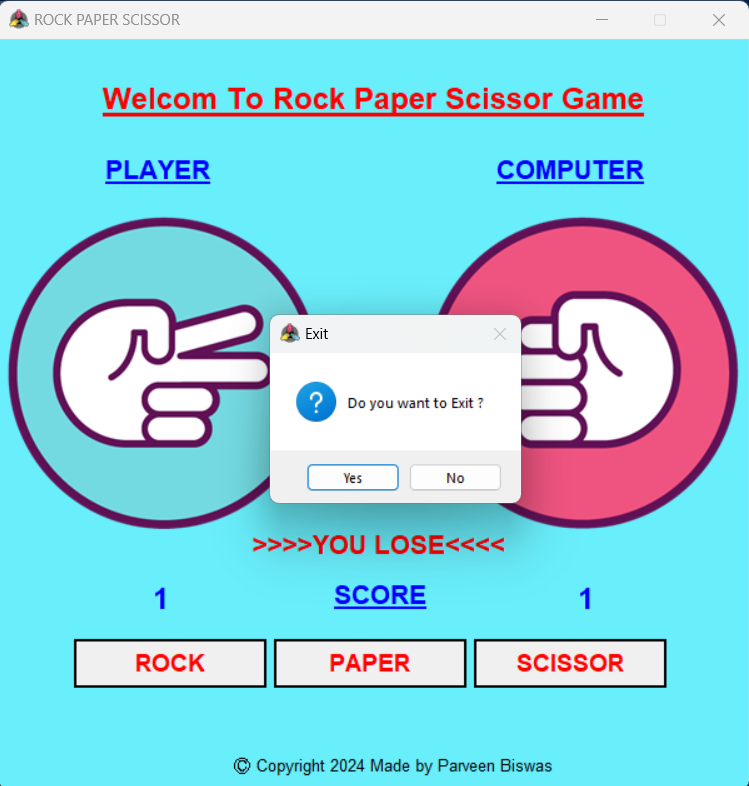 ROCK PAPER SCISSOR
Welcom To Rock Paper Scissor Game
PLAYER
COMPUTER
Exit
?
Do you want to Exit ?
Yes
No
>>>>YOU LOSE<<<<
1
SCORE
1
ROCK
PAPER
SCISSOR
© Copyright 2024 Made by Parveen Biswas